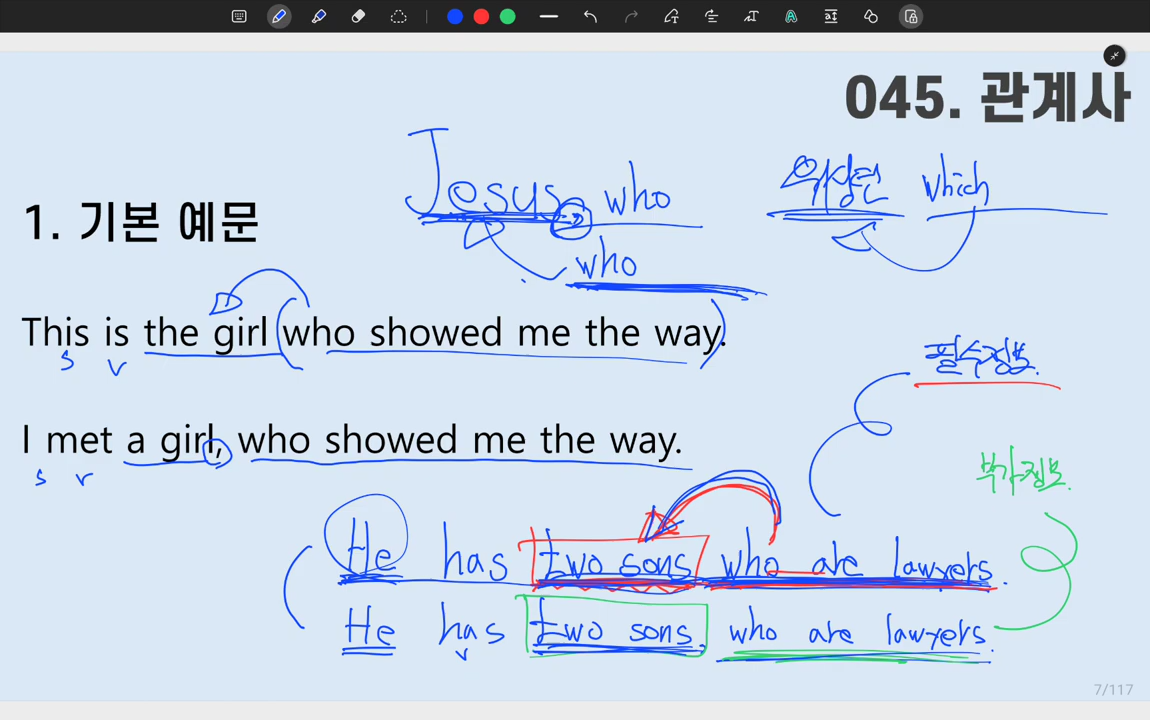 045. 관계사
Jesus, who
who
의상린 which
1. 기본 예문
This is the girl (who showed me the way).
s v
필수정보.
I met a girl, who showed me the way.
s v
부가정보.
He has two sons who are lawyers.
He has two sons, who are lawyers.
v
7/117